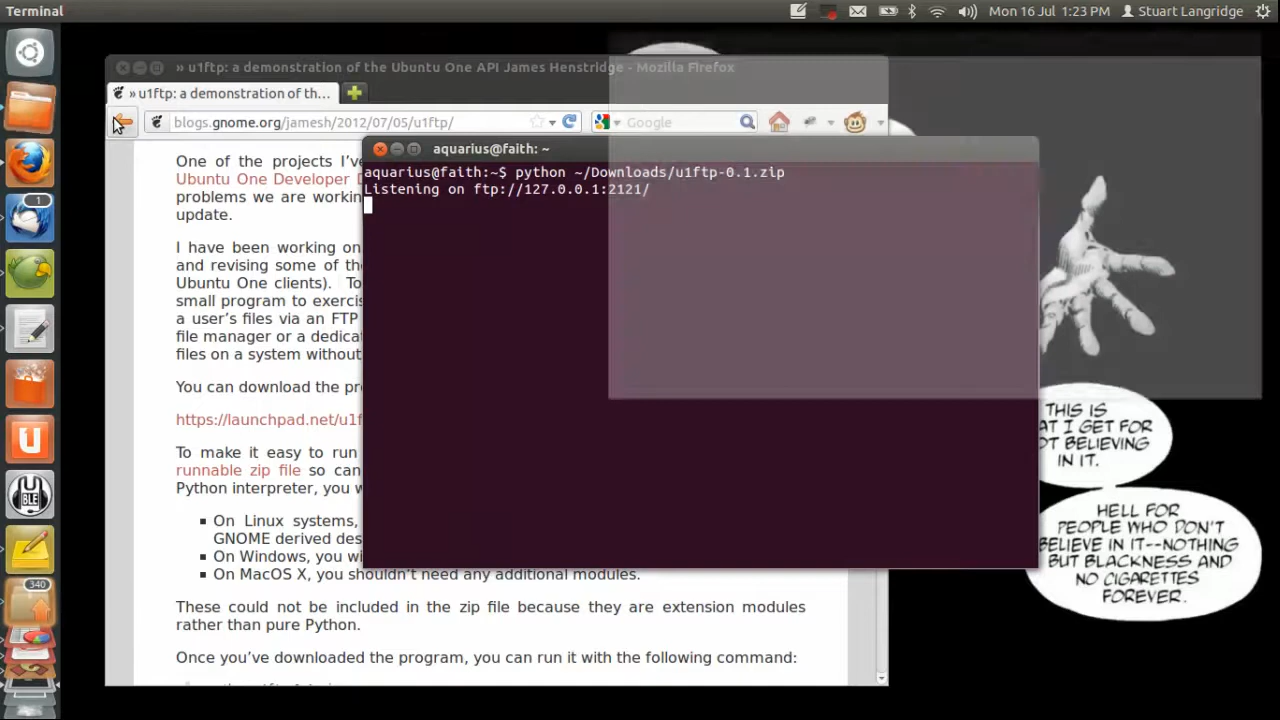 Terminal
Mon 16 Jul 1:23 PM
Stuart Langridge
» u1ftp: a demonstration of the Ubuntu One API James Henstridge - Mozilla Firefox
» u1ftp: a demonstration of th...
blogs.gnome.org/jamesh/2012/07/05/u1ftp/
Google
aquarius@faith: ~
aquarius@faith:~$ python ~/Downloads/u1ftp-0.1.zip
Listening on ftp://127.0.0.1:2121/
One of the projects I've
Ubuntu One Developer
problems we are workin
update.
I have been working on
and revising some of the
Ubuntu One clients). To
small program to exercis
a user's files via an FTP
file manager or a dedicat
files on a system without
You can download the pr
https://launchpad.net/u1f
To make it easy to run
runnable zip file so can
Python interpreter, you w
On Linux systems,
GNOME derived des
On Windows, you wi
On MacOS X, you shouldn't need any additional modules.
These could not be included in the zip file because they are extension modules
rather than pure Python.
Once you've downloaded the program, you can run it with the following command:
THIS IS
AT I GET FOR
OT BELIEVING
IN IT.
HELL FOR
PEOPLE WHO DON'T
BELIEVE IN IT--NOTHING
BUT BLACKNESS AND
NO CIGARETTES
FOREVER.
1
U
BLE
340